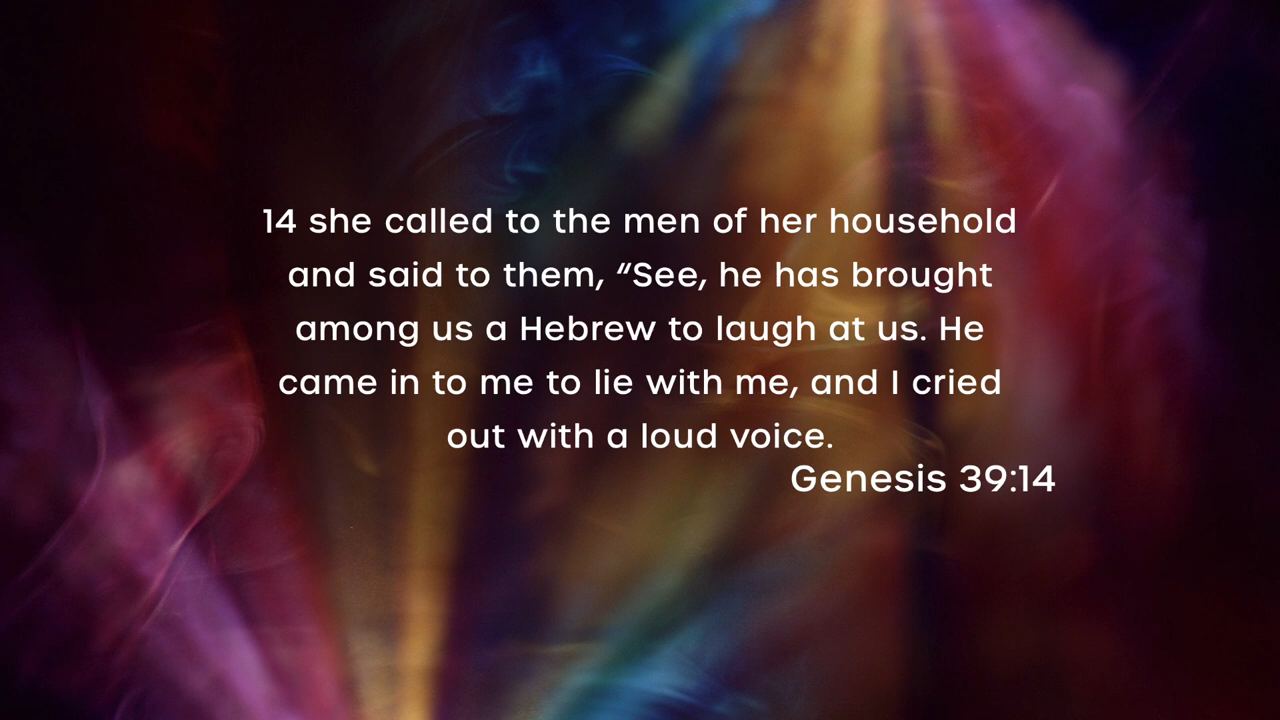 14 she called to the men of her household
and said to them, “See, he has brought
among us a Hebrew to laugh at us. He
came in to me to lie with me, and I cried
out with a loud voice.
Genesis 39:14